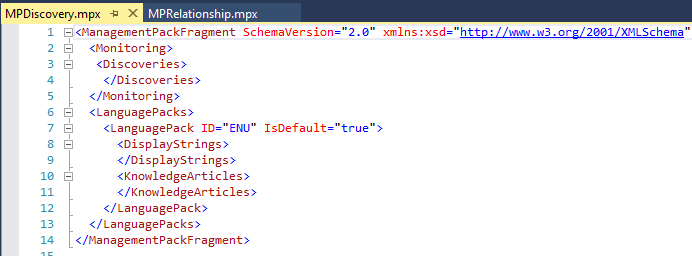 MPDiscovery.mpx MPRelationship.mpx
1 <ManagementPackFragment SchemaVersion="2.0" xmlns:xsd="http://www.w3.org/2001/XMLSchema"
2 <Monitoring>
3 <Discoveries>
4 </Discoveries>
5 </Monitoring>
6 <LanguagePacks>
7 <LanguagePack ID="ENU" IsDefault="true">
8 <DisplayStrings>
9 </DisplayStrings>
10 <KnowledgeArticles>
11 </KnowledgeArticles>
12 </LanguagePack>
13 </LanguagePacks>
14 </ManagementPackFragment>
15